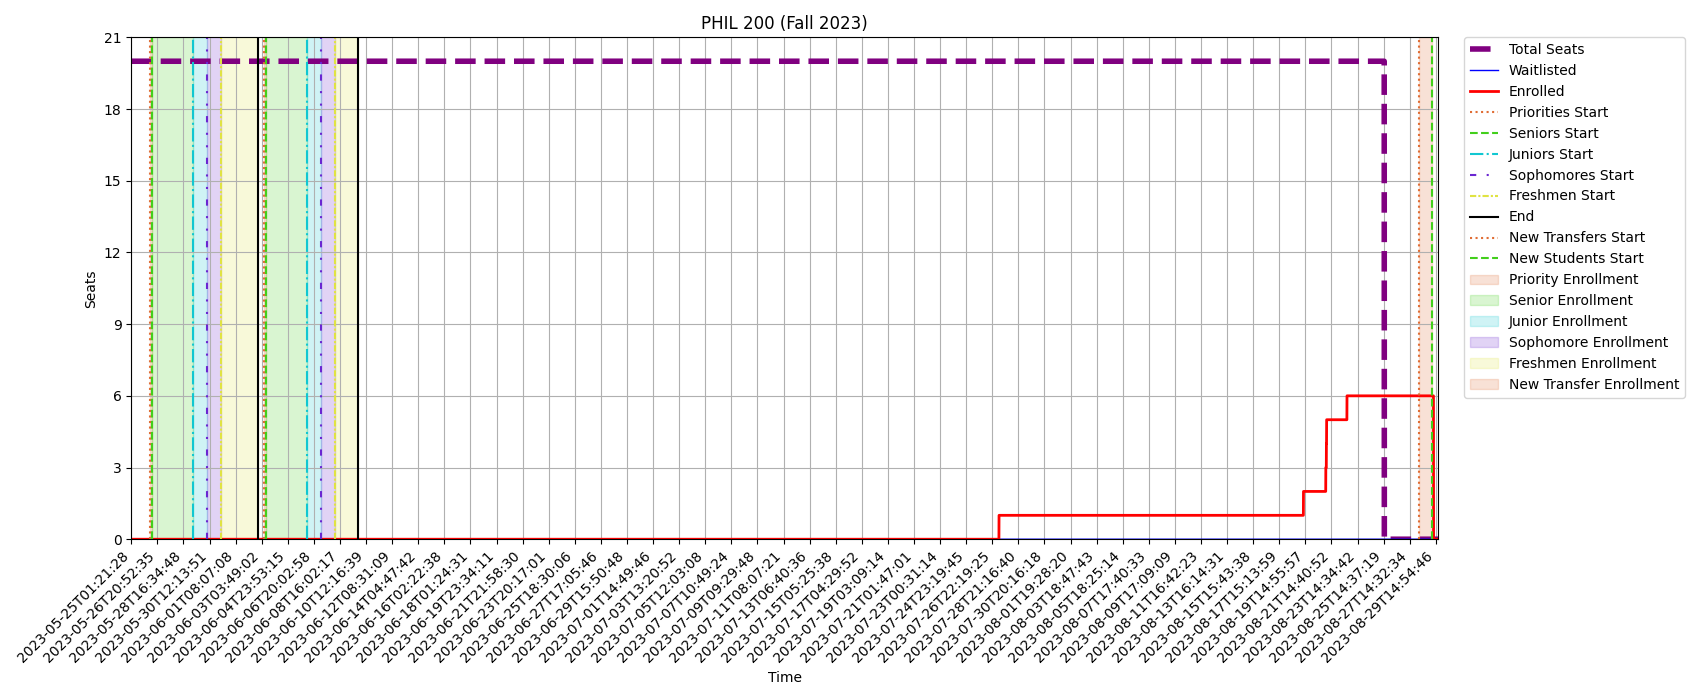 PHIL 200 (Fall 2023)
21
18
15
12
9
6
3
0
Seats
2023-05-25T01:21:28
2023-05-26T20:52:35
2023-05-28T16:34:48
2023-05-30T12:13:51
2023-06-01T08:07:08
2023-06-03T03:49:02
2023-06-04T23:53:15
2023-06-06T20:02:58
2023-06-08T16:02:17
2023-06-10T12:16:39
2023-06-12T08:31:09
2023-06-14T04:47:42
2023-06-16T02:22:38
2023-06-18T01:24:31
2023-06-19T23:34:11
2023-06-21T21:58:30
2023-06-23T20:17:01
2023-06-25T18:30:06
2023-06-27T17:05:46
2023-06-29T15:50:48
2023-07-01T14:49:46
2023-07-03T13:20:52
2023-07-05T12:03:08
2023-07-07T10:49:24
2023-07-09T09:29:48
2023-07-11T08:07:21
2023-07-13T06:40:36
2023-07-15T05:25:38
2023-07-17T04:29:52
2023-07-19T03:09:14
2023-07-21T01:47:01
2023-07-23T00:31:14
2023-07-24T23:19:45
2023-07-26T22:19:25
2023-07-28T21:16:40
2023-07-30T20:16:18
2023-08-01T19:28:20
2023-08-03T18:47:43
2023-08-05T18:25:14
2023-08-07T17:40:33
2023-08-09T17:09:09
2023-08-11T16:42:23
2023-08-13T16:14:31
2023-08-15T15:43:38
2023-08-17T15:13:59
2023-08-19T14:55:57
2023-08-21T14:40:52
2023-08-23T14:34:42
2023-08-25T14:37:19
2023-08-27T14:32:34
2023-08-29T14:54:46
Time
Total Seats
Waitlisted
Enrolled
Priorities Start
Seniors Start
Juniors Start
Sophomores Start
Freshmen Start
End
New Transfers Start
New Students Start
Priority Enrollment
Senior Enrollment
Junior Enrollment
Sophomore Enrollment
Freshmen Enrollment
New Transfer Enrollment